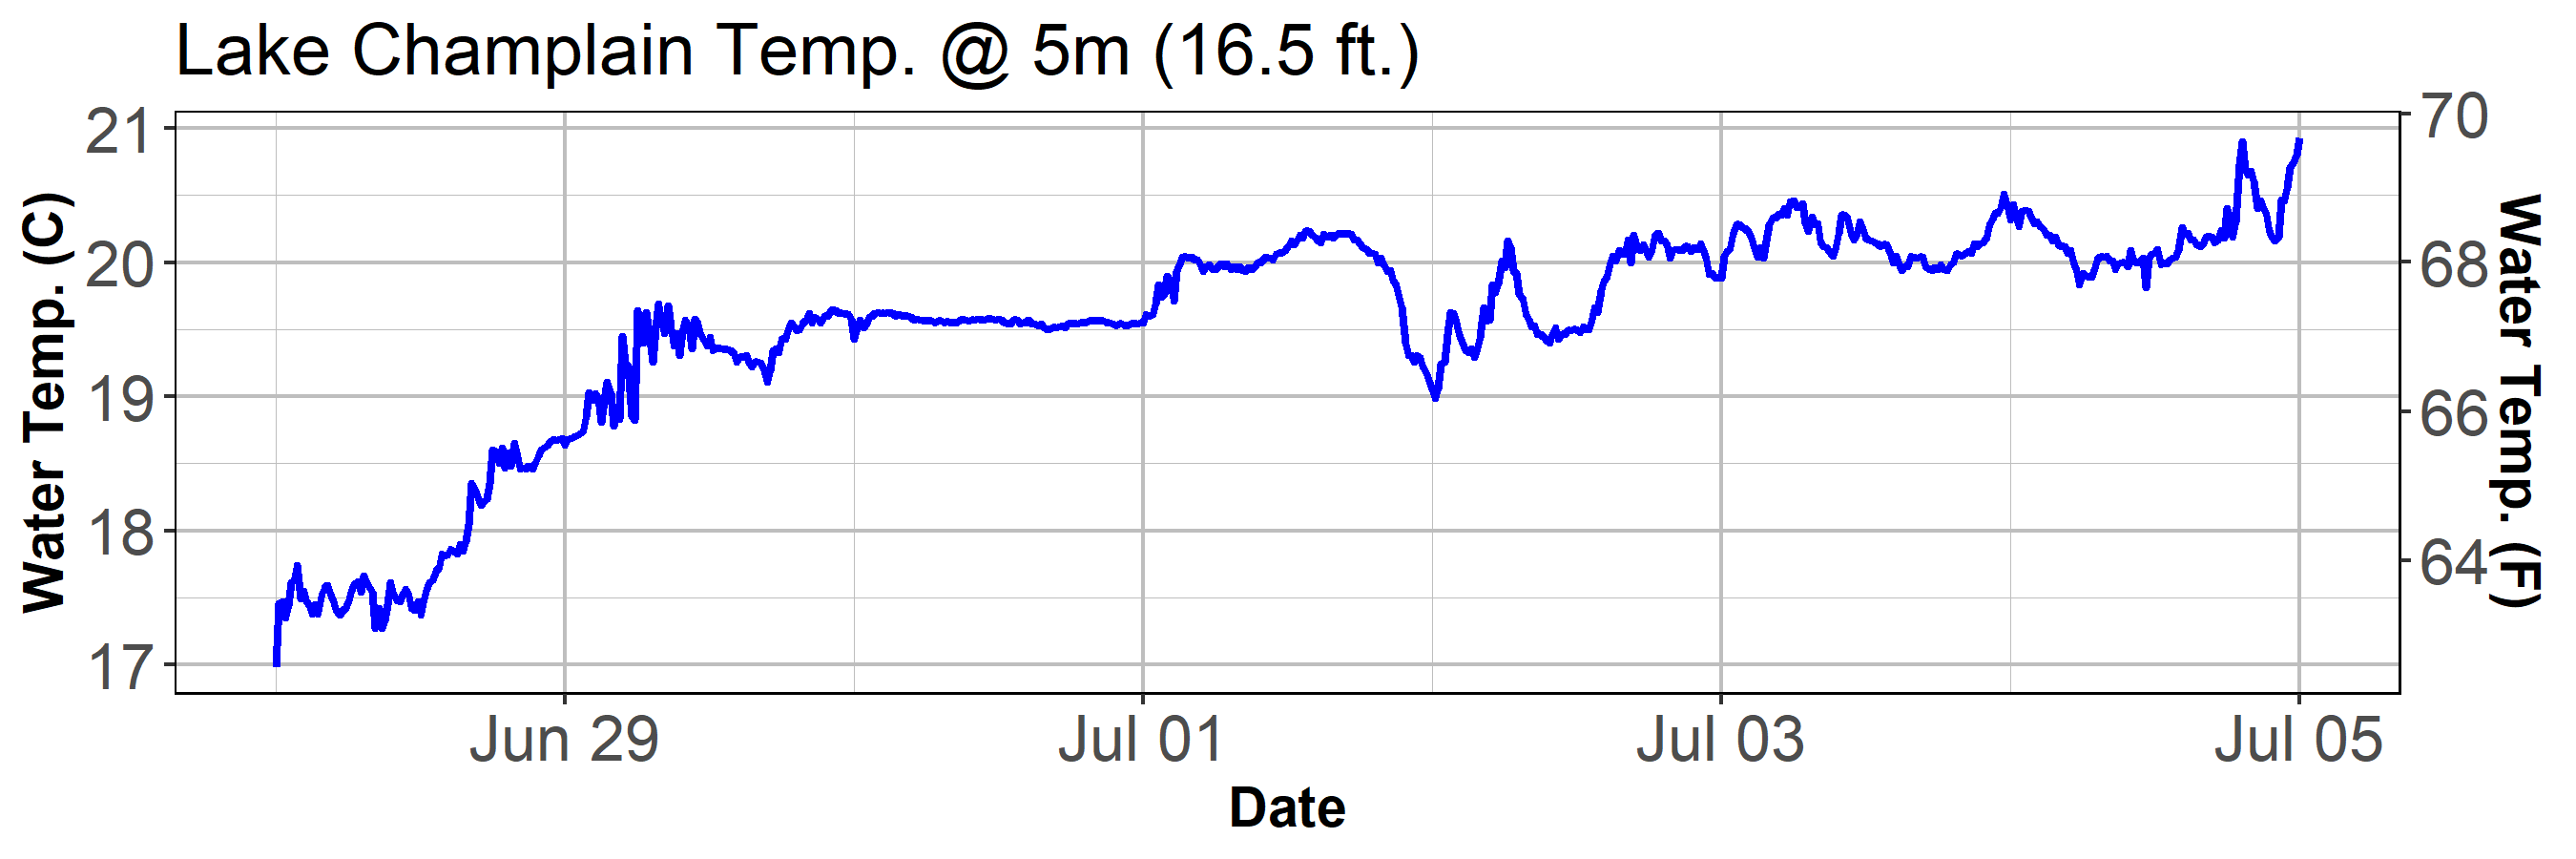 Lake Champlain Temp. @ 5m (16.5 ft.)
Water Temp. (C)
21
20
19
18
17
70
68
66
64
Water Temp. (F)
Jun 29 Jul 01 Jul 03 Jul 05
Date